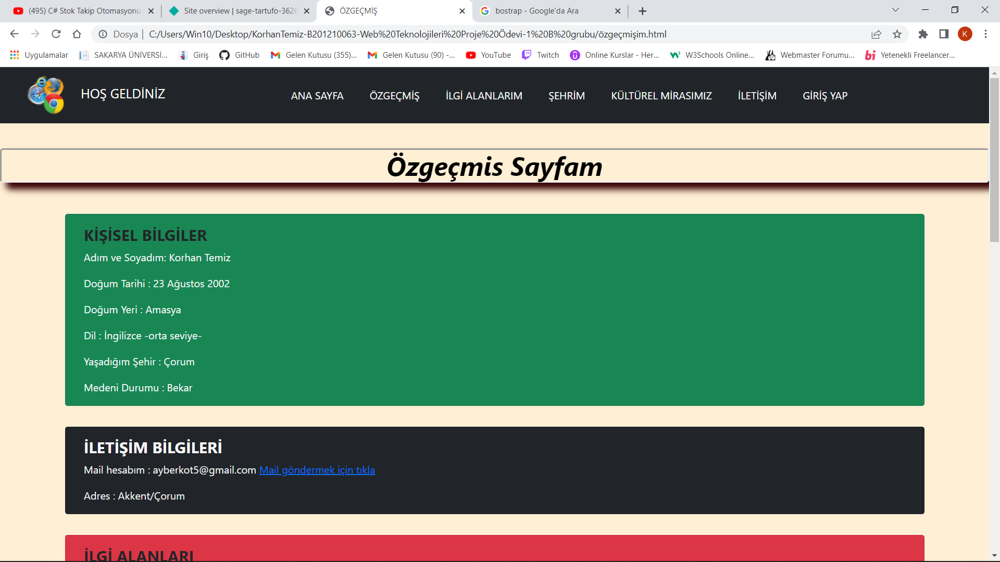 (495) C# Stok Takip Otomasyonu
Site overview | sage-tartufo-3626
ÖZGEÇMİŞ
bostrap - Google'da Ara
Dosya | C:/Users/Win10/Desktop/KorhanTemiz-B201210063-Web%20Teknolojileri%20Proje%20Ödevi-1%20B%20grubu/özgeçmişim.html
K
Uygulamalar
SAKARYA ÜNİVERSİ...
Giriş
GitHub
Gelen Kutusu (355)...
Gelen Kutusu (90) -...
YouTube
Twitch
Online Kurslar - Her...
W3Schools Online...
Webmaster Forumu...
Yetenekli Freelancer...
HOŞ GELDİNİZ
ANA SAYFA
ÖZGEÇMİŞ
İLGİ ALANLARIM
ŞEHRİM
KÜLTÜREL MİRASIMIZ
İLETİŞİM
GİRİŞ YAP
Özgeçmis Sayfam
KİŞİSEL BİLGİLER
Adım ve Soyadım: Korhan Temiz
Doğum Tarihi : 23 Ağustos 2002
Doğum Yeri : Amasya
Dil : İngilizce -orta seviye-
Yaşadığım Şehir : Çorum
Medeni Durumu : Bekar
İLETİŞİM BİLGİLERİ
Mail hesabım : ayberkot5@gmail.com Mail göndermek için tıkla
Adres : Akkent/Çorum
İLGİ ALANLARI